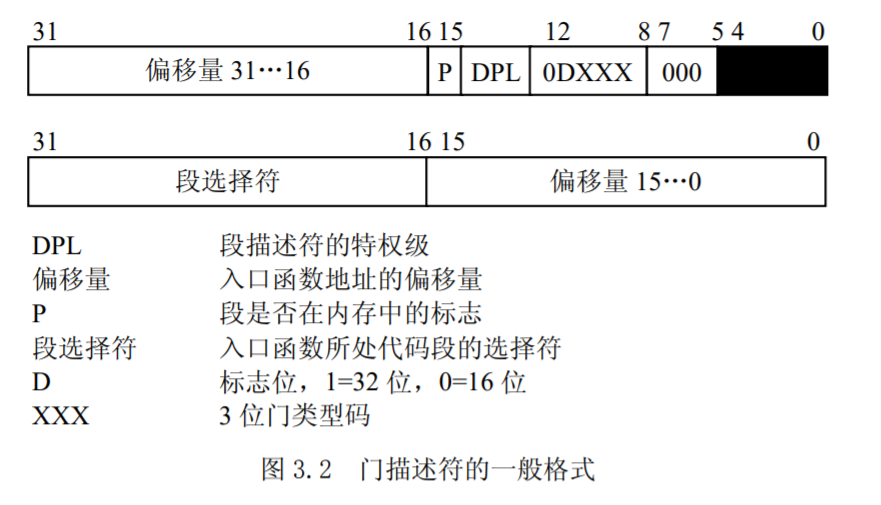 31 16 15 12 8 7 5 4 0
偏移量 31…16 P DPL 0DXXX 000
31 16 15 0
段选择符 偏移量 15…0
DPL 段描述符的特权级
偏移量 入口函数地址的偏移量
P 段是否在内存中的标志
段选择符 入口函数所处代码段的选择符
D 标志位，1=32 位，0=16 位
XXX 3 位门类型码
图 3.2 门描述符的一般格式